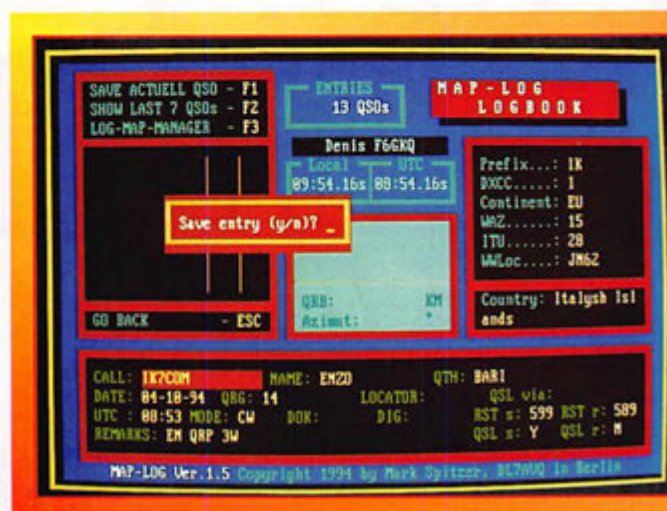 SAVE ACTUELL QSO - F1
SHOW LAST 7 QSOs - F2
LOG-MAP-MANAGER - F3
ENTRIES
13 QSOs
MAP-LOG
LOGBOOK
Denis F6GKQ
Local UTC
09:54.16s 08:54.16s
Prefix...: IK
DXCC.....: 1
Continent: EU
WAZ......: 15
ITU......: 28
WWLoc....: JN62
Save entry (y/n)? _
QRB: KM
Azimut: °
Country: Italysh Isl
ands
GO BACK - ESC
CALL: IK7COM NAME: ENZO QTH: BARI
DATE: 04-10-94 QRG: 14 LOCATOR: QSL via:
UTC : 08:53 MODE: CW DOK: DIG: RST s: 599 RST r: 589
REMARKS: EN QRP 3W QSL s: Y QSL r: N
MAP-LOG Ver.1.5 Copyright 1994 by Mark Spitzer, DL7AVQ in Berlin